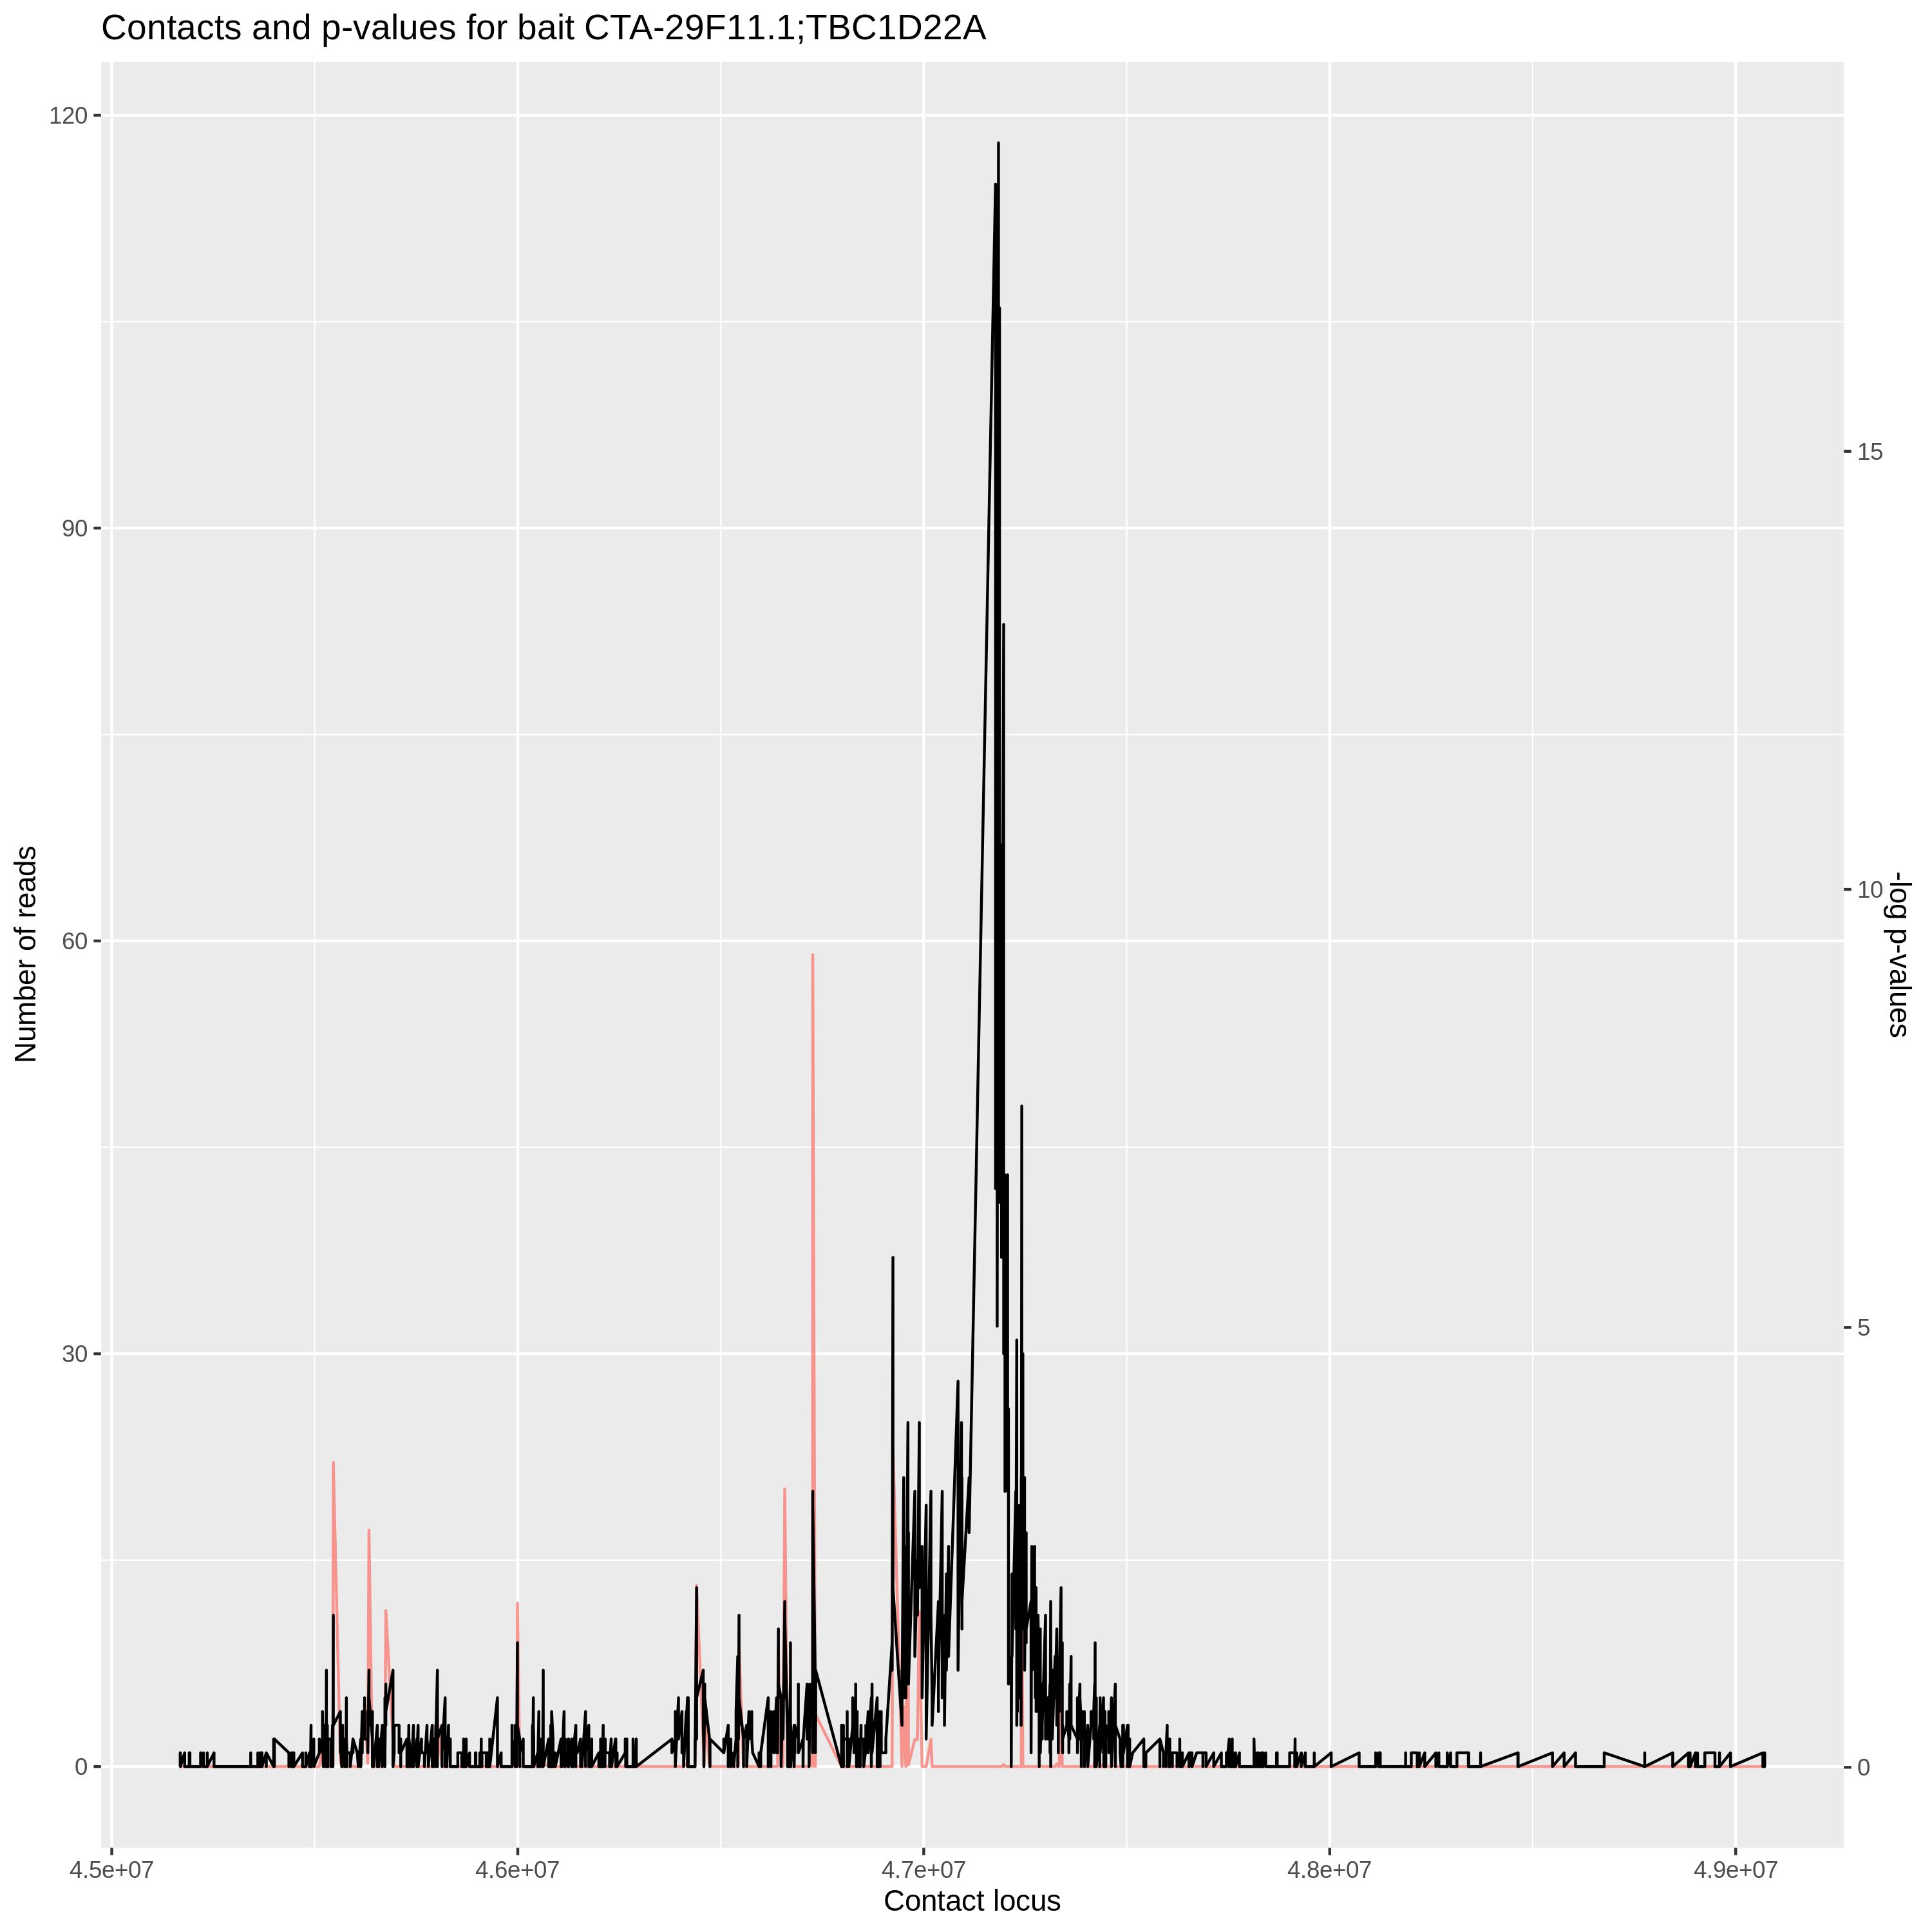 Contacts and p-values for bait CTA-29F11.1;TBC1D22A
120
90
60
30
0
Number of reads
15
10
5
0
-log p-values
4.5e+07 4.6e+07 4.7e+07 4.8e+07 4.9e+07
Contact locus